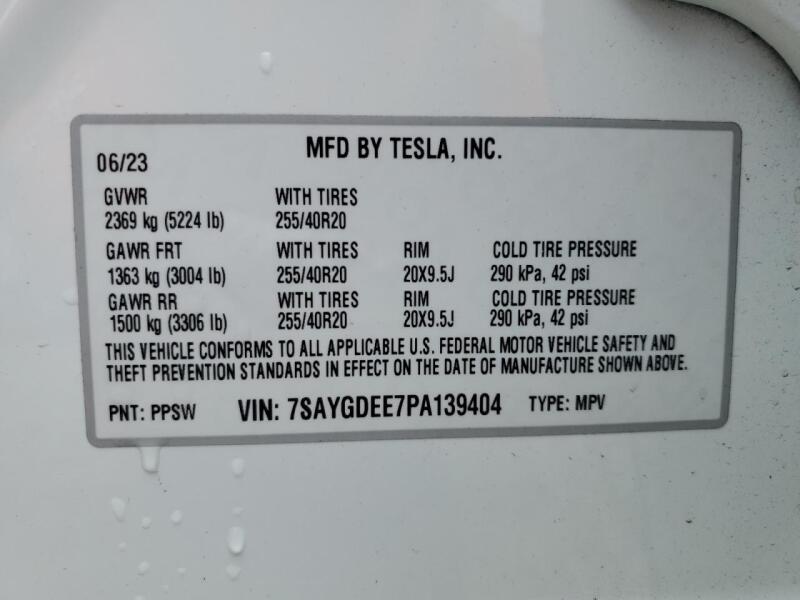 06/23 MFD BY TESLA, INC.
GVWR WITH TIRES
2369 kg (5224 lb) 255/40R20
GAWR FRT WITH TIRES RIM COLD TIRE PRESSURE
1363 kg (3004 lb) 255/40R20 20X9.5J 290 kPa, 42 psi
GAWR RR WITH TIRES RIM COLD TIRE PRESSURE
1500 kg (3306 lb) 255/40R20 20X9.5J 290 kPa, 42 psi
THIS VEHICLE CONFORMS TO ALL APPLICABLE U.S. FEDERAL MOTOR VEHICLE SAFETY AND
THEFT PREVENTION STANDARDS IN EFFECT ON THE DATE OF MANUFACTURE SHOWN ABOVE.
PNT: PPSW VIN: 7SAYGDEE7PA139404 TYPE: MPV